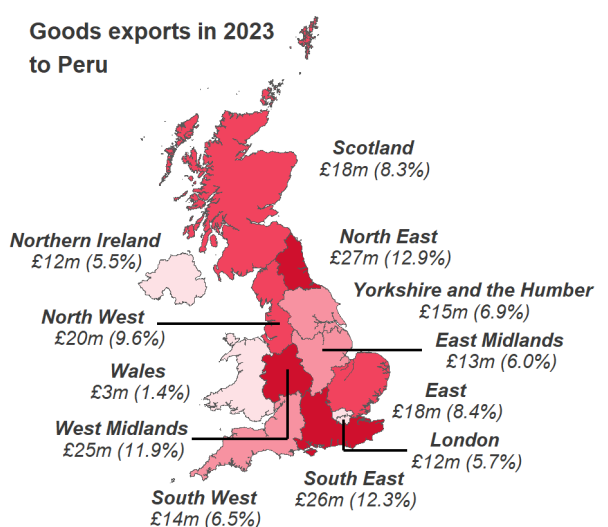 Goods exports in 2023
to Peru
Scotland
£18m (8.3%)
Northern Ireland
£12m (5.5%)
North East
£27m (12.9%)
Yorkshire and the Humber
£15m (6.9%)
North West
£20m (9.6%)
East Midlands
£13m (6.0%)
Wales
£3m (1.4%)
East
£18m (8.4%)
West Midlands
£25m (11.9%)
London
£12m (5.7%)
South East
£26m (12.3%)
South West
£14m (6.5%)